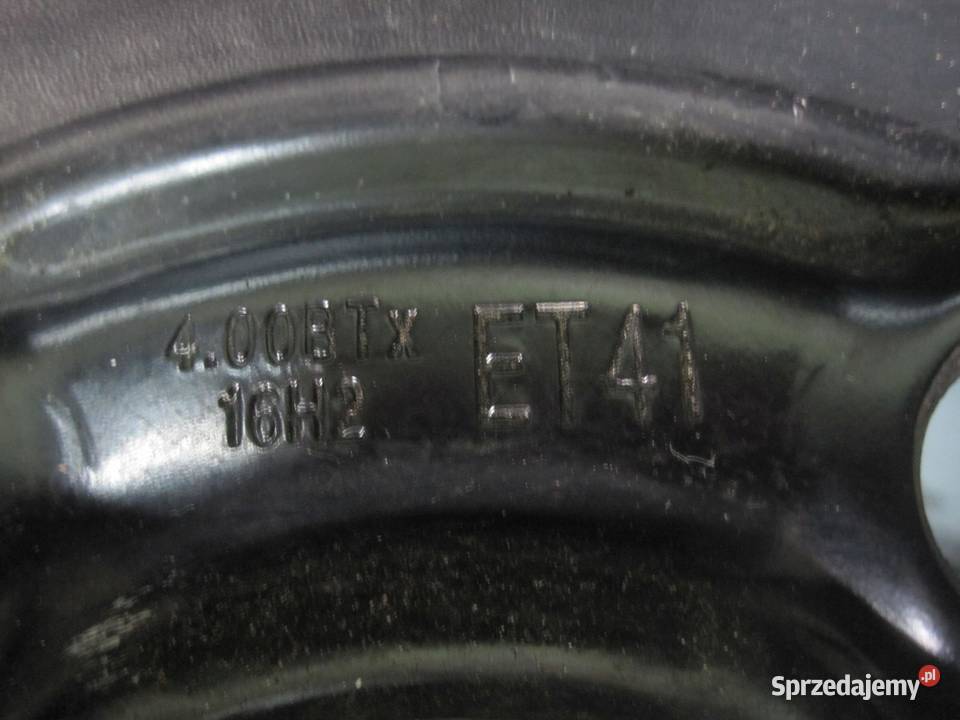 4.00BTx ET41
16H2
Sprzedajemy.pl